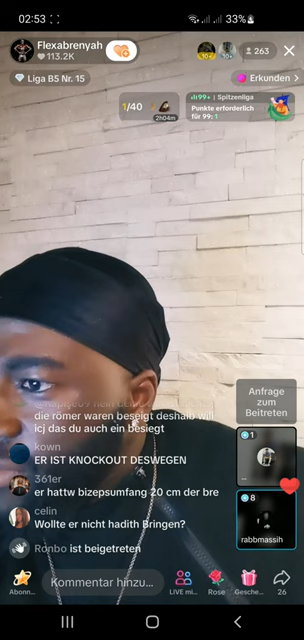 02:53
33%
Flexabrenyah
113.2K
263
Liga B5 Nr. 15
Erkunden >
1/40
2h04m
99+ | Spitzenliga
Punkte erforderlich
für 99: 1
Anfrage
zum
Beitreten
die römer waren besiegt deshalb will
icj das du auch ein besiegt
kown
ER IST KNOCKOUT DESWEGEN
361er
er hattw bizepsumfang 20 cm der bre
celin
Wollte er nicht hadith Bringen?
Ronbo ist beigetreten
1
...
8
rabbmassih
Kommentar hinzu...
Abonn...
LIVE mi...
Rose
Gesche...
26